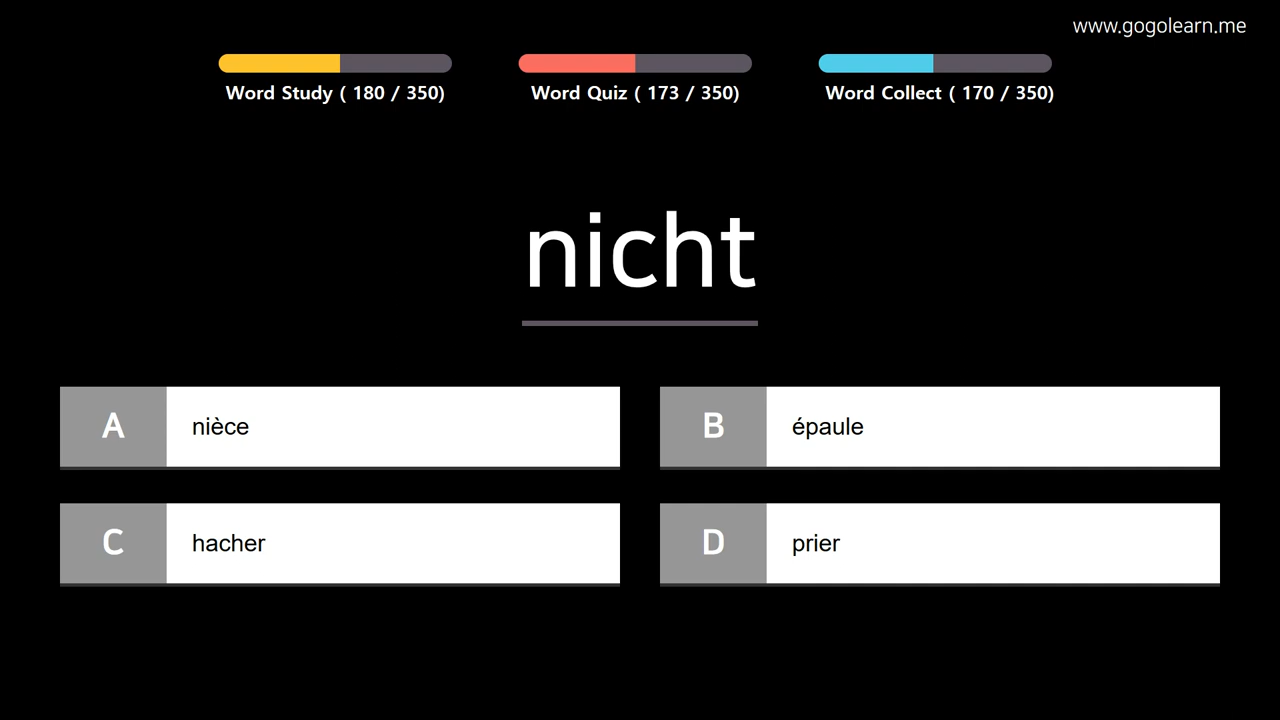 www.gogolearn.me
Word Study ( 180 / 350)
Word Quiz ( 173 / 350)
Word Collect ( 170 / 350)
nicht
A nièce
B épaule
C hacher
D prier